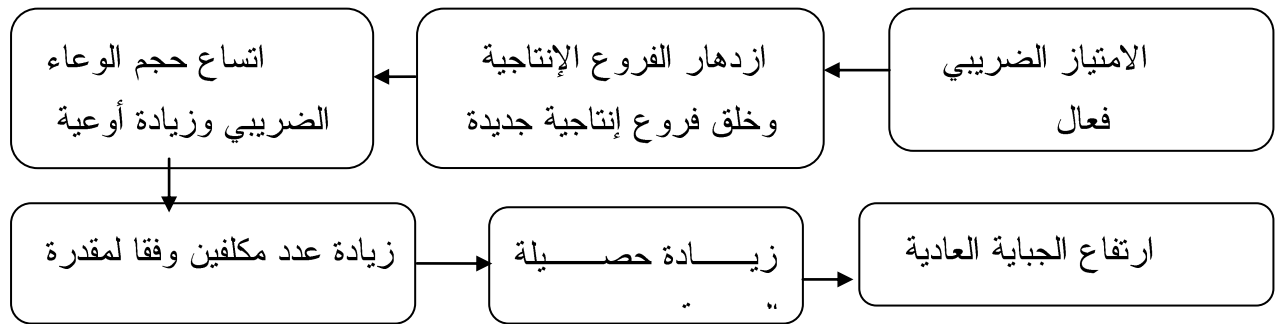 الامتياز الضريبي
فعال
ازدهار الفروع الإنتاجية
وخلق فروع إنتاجية جديدة
اتساع حجم الوعاء
الضريبي وزيادة أوعية
زيادة عدد مكلفين وفقا لمقدرة
زيـــــادة حصـــــيلة
ارتفاع الجباية العادية